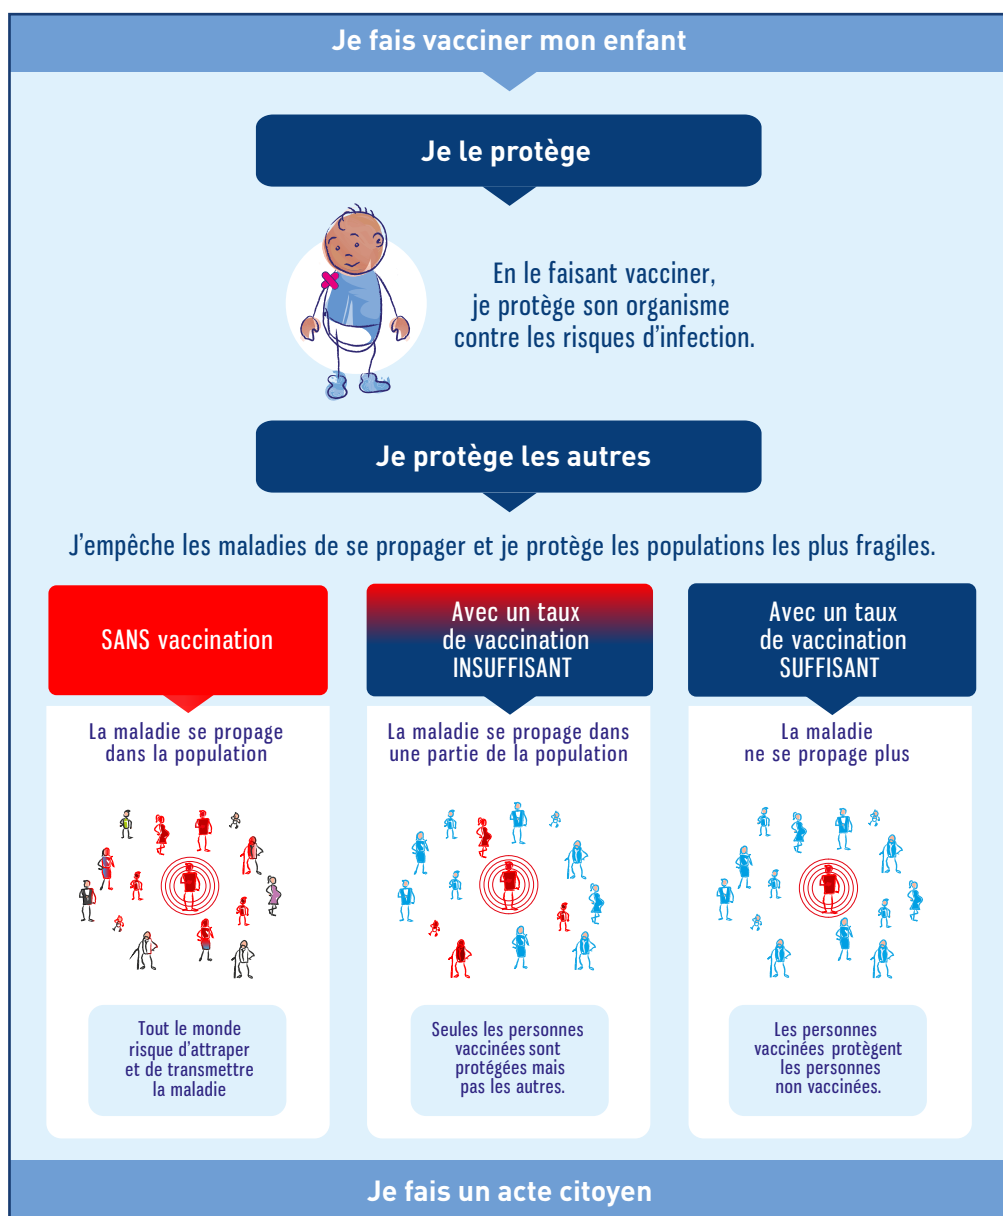 Je fais vacciner mon enfant
Je le protège
En le faisant vacciner,
je protège son organisme
contre les risques d’infection.
Je protège les autres
J’empêche les maladies de se propager et je protège les populations les plus fragiles.
SANS vaccination
La maladie se propage
dans la population
Tout le monde
risque d’attraper
et de transmettre
la maladie
Avec un taux
de vaccination
INSUFFISANT
La maladie se propage dans
une partie de la population
Seules les personnes
vaccinées sont
protégées mais
pas les autres.
Avec un taux
de vaccination
SUFFISANT
La maladie
ne se propage plus
Les personnes
vaccinées protègent
les personnes
non vaccinées.
Je fais un acte citoyen